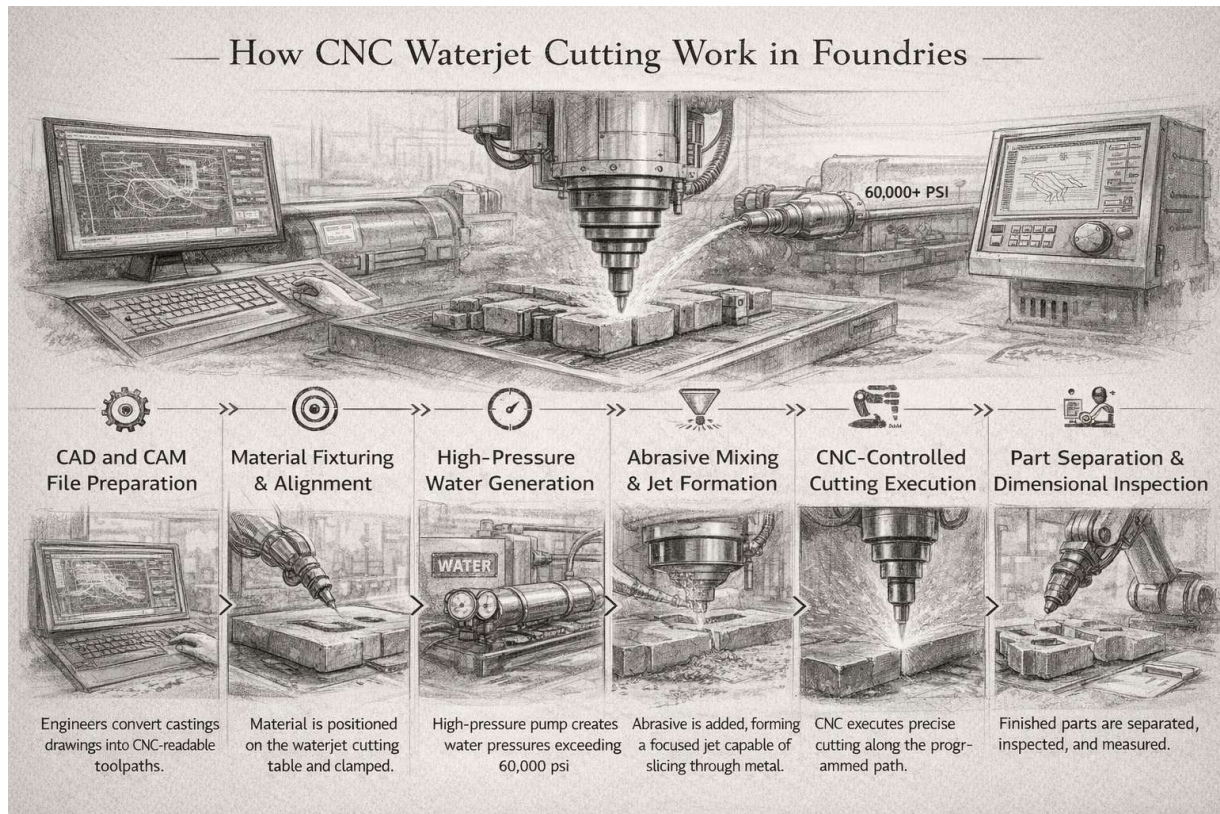 How CNC Waterjet Cutting Work in Foundries
60,000+ PSI
CAD and CAM
File Preparation
Material Fixturing
& Alignment
High-Pressure
Water Generation
Abrasive Mixing
& Jet Formation
CNC-Controlled
Cutting Execution
Part Separation &
Dimensional Inspection
WATER
Engineers convert castings
drawings into CNC-readable
toolpaths.
Material is positioned
on the waterjet cutting
table and clamped.
High-pressure pump creates
water pressures exceeding
60,000 psi
Abrasive is added, forming
a focused jet capable of
slicing through metal.
CNC executes precise
cutting along the progr-
ammed path.
Finished parts are separated,
inspected, and measured.